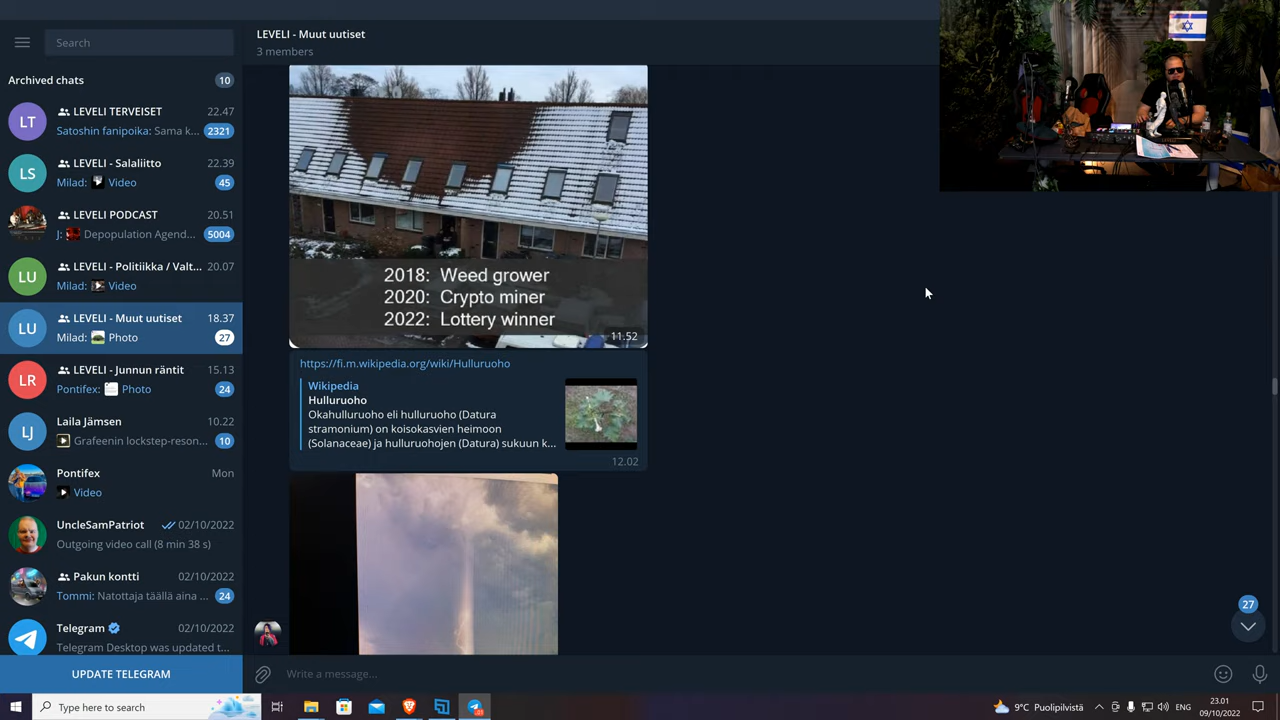 Search
Archived chats
10
LEVELI TERVEISET
22.47
Satoshin fanipoika: Sama k...
2321
LEVELI - Salaliitto
22.39
Milad: Video
45
LEVELI PODCAST
20.51
J: Depopulation Agend...
5004
LEVELI - Politiikka / Valt...
20.07
Milad: Video
LEVELI - Muut uutiset
18.37
Milad: Photo
27
LEVELI - Junnun räntit
15.13
Pontifex: Photo
24
Laila Jämsen
10.22
Grafeenin lockstep-reson...
10
Pontifex
Mon
Video
UncleSamPatriot
02/10/2022
Outgoing video call (8 min 38 s)
Pakun kontti
02/10/2022
Tommi: Natottaja täällä aina ...
24
Telegram
02/10/2022
Telegram Desktop was updated t...
UPDATE TELEGRAM
LT
LS
LU
LU
LR
LJ
LEVELI - Muut uutiset
3 members
2018: Weed grower
2020: Crypto miner
2022: Lottery winner
11.52
https://fi.m.wikipedia.org/wiki/Hulluruoho
Wikipedia
Hulluruoho
Okahulluruoho eli hulluruoho (Datura
stramonium) on koisokasvien heimoon
(Solanaceae) ja hulluruohojen (Datura) sukuun k...
12.02
27
Write a message...
Type here to search
9°C Puolipilvistä
ENG
23.01
09/10/2022